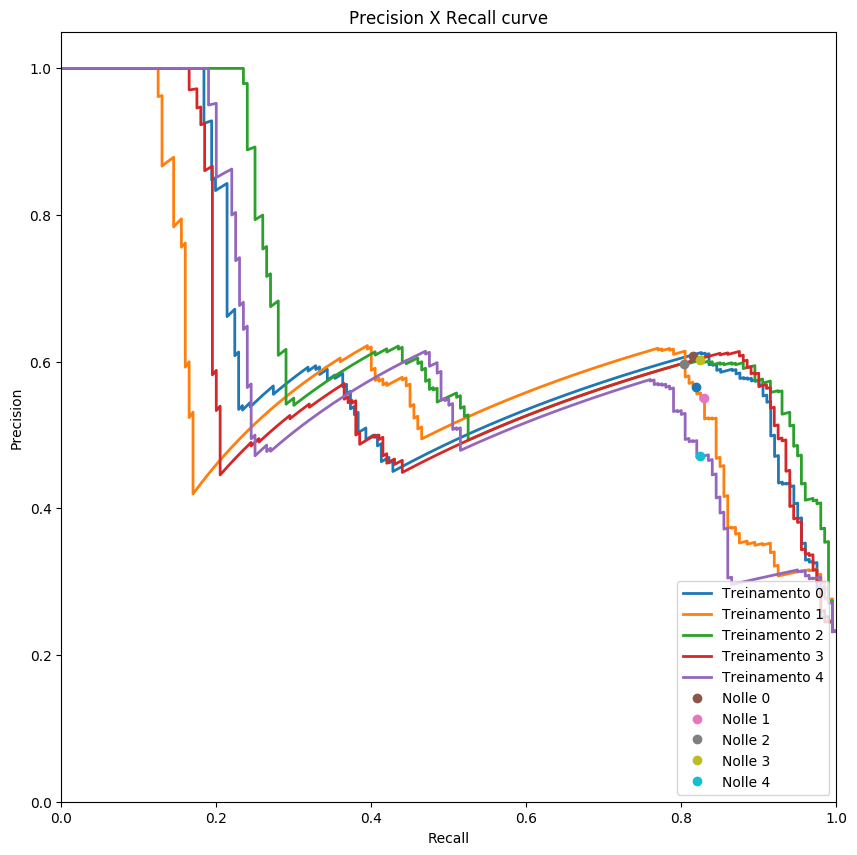 Precision X Recall curve
Precision
1.0
0.8
0.6
0.4
0.2
0.0
0.0
0.2
0.4
0.6
0.8
1.0
Recall
Treinamento 0
Treinamento 1
Treinamento 2
Treinamento 3
Treinamento 4
Nolle 0
Nolle 1
Nolle 2
Nolle 3
Nolle 4